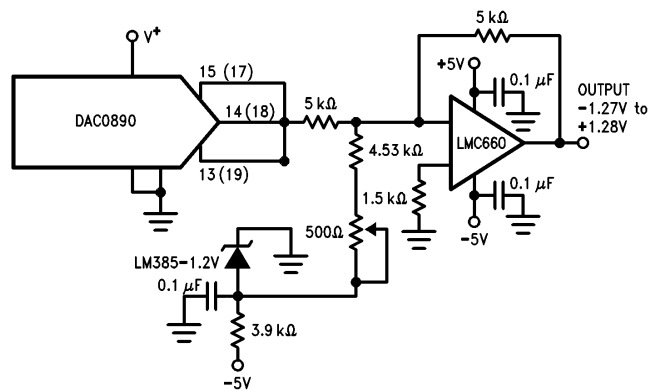 V+
15 (17)
DAC0890
14 (18)
13 (19)
5 kΩ
5 kΩ
+5V
0.1 μF
OUTPUT
-1.27V to
+1.28V
LMC660
4.53 kΩ
1.5 kΩ
0.1 μF
-5V
500Ω
LM385-1.2V
0.1 μF
3.9 kΩ
-5V